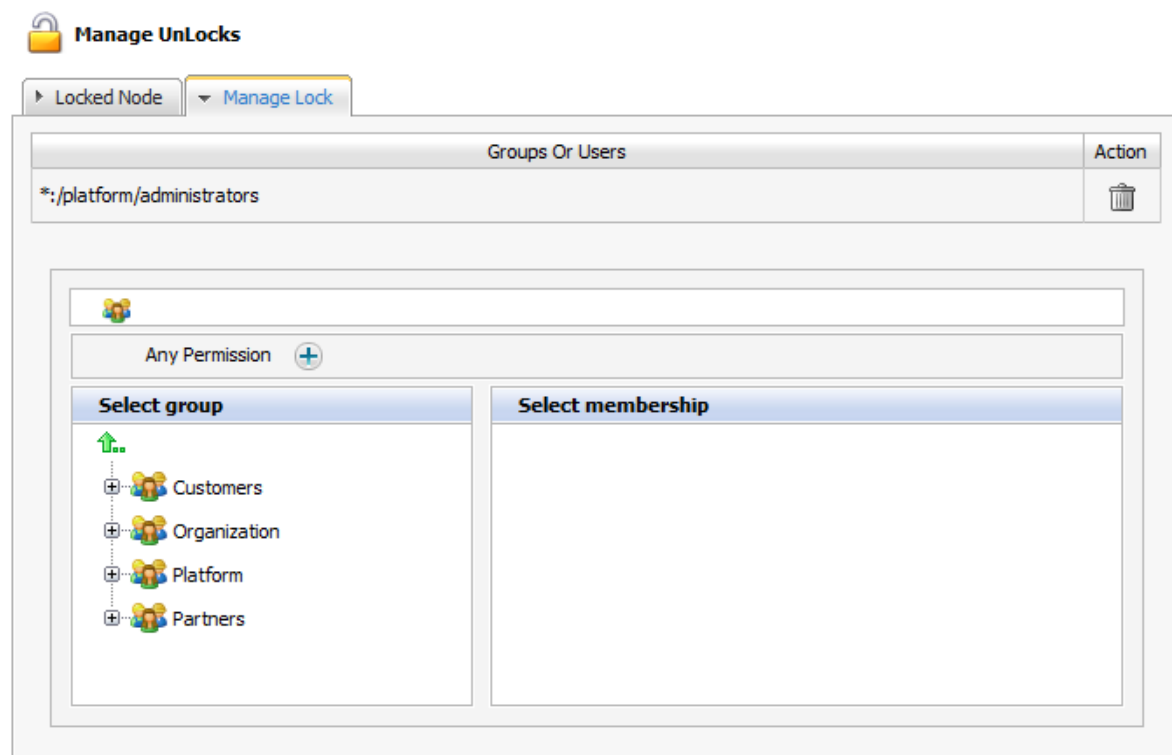 Manage UnLocks
Locked Node Manage Lock
Groups Or Users Action
*:/platform/administrators
Any Permission
Select group Select membership
Customers
Organization
Platform
Partners